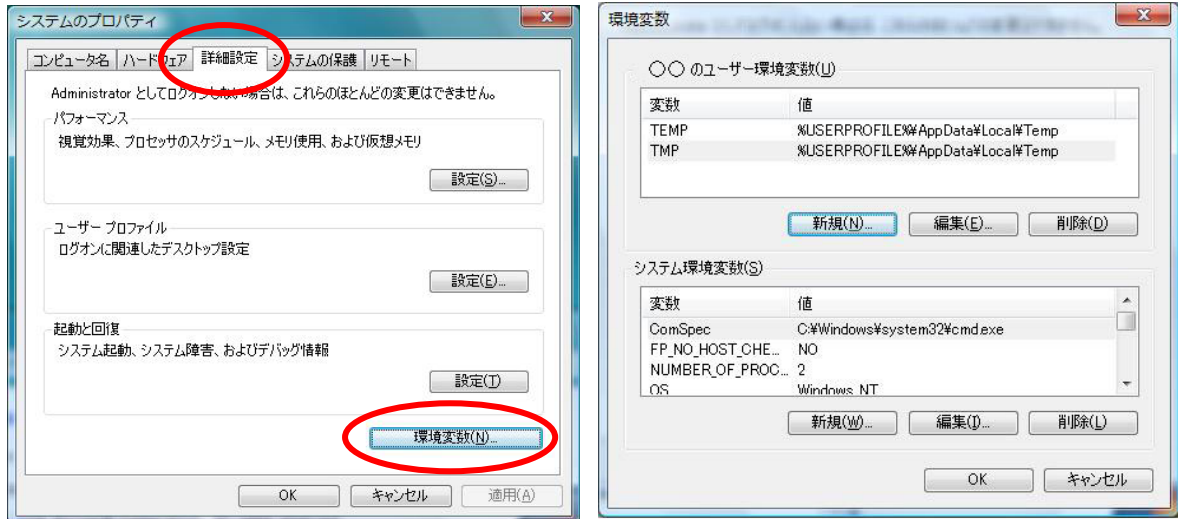 システムのプロパティ
コンピュータ名 ハードウェア 詳細設定 システムの保護 リモート
Administrator としてログオンしない場合は、これらのほとんどの変更はできません。
パフォーマンス
視覚効果、プロセッサのスケジュール、メモリ使用、および仮想メモリ
設定(S)...
ユーザー プロファイル
ログオンに関連したデスクトップ設定
設定(E)...
起動と回復
システム起動、システム障害、およびデバッグ情報
設定(T)
環境変数(N)...
OK キャンセル 適用(A)
環境変数
〇〇 のユーザー環境変数(U)
変数 値
TEMP %USERPROFILE%¥AppData¥Local¥Temp
TMP %USERPROFILE%¥AppData¥Local¥Temp
新規(N)... 編集(E)... 削除(D)
システム環境変数(S)
変数 値
ComSpec C:¥Windows¥system32¥cmd.exe
FP_NO_HOST_CHE... NO
NUMBER_OF_PROC... 2
OS Windows_NT
新規(W)... 編集(I)... 削除(L)
OK キャンセル